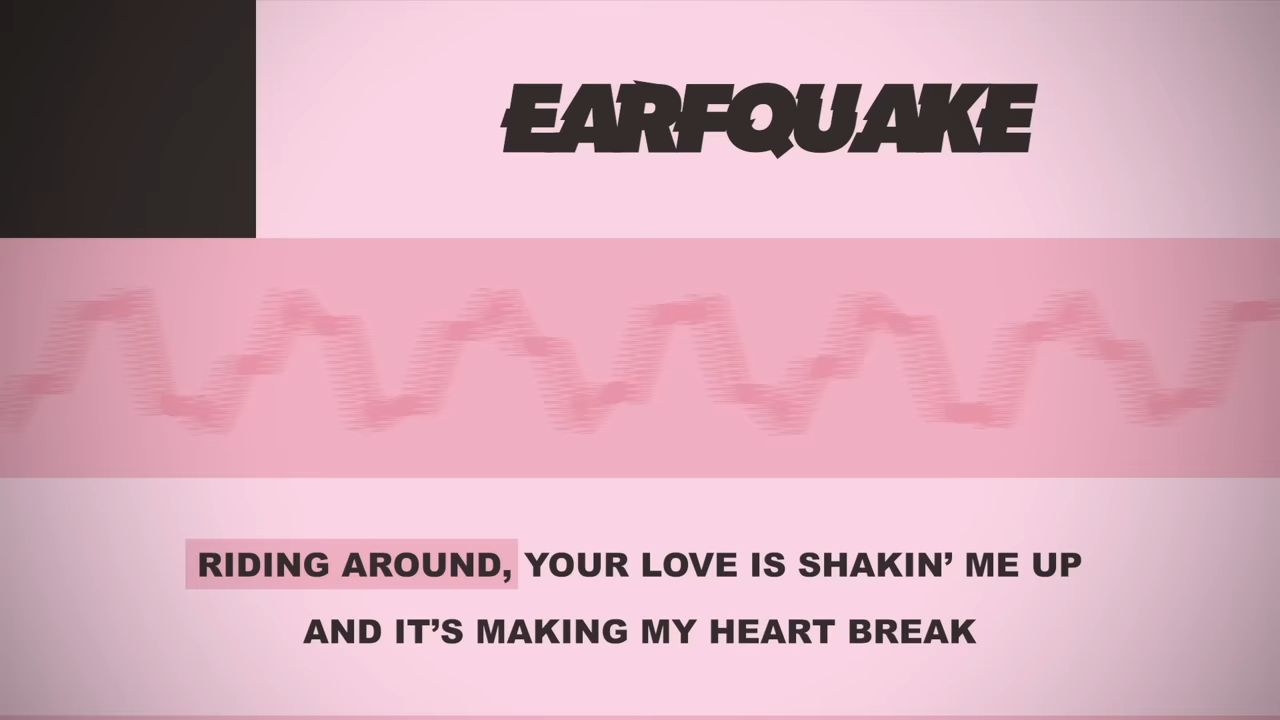 EARFQUAKE
RIDING AROUND, YOUR LOVE IS SHAKIN’ ME UP
AND IT’S MAKING MY HEART BREAK